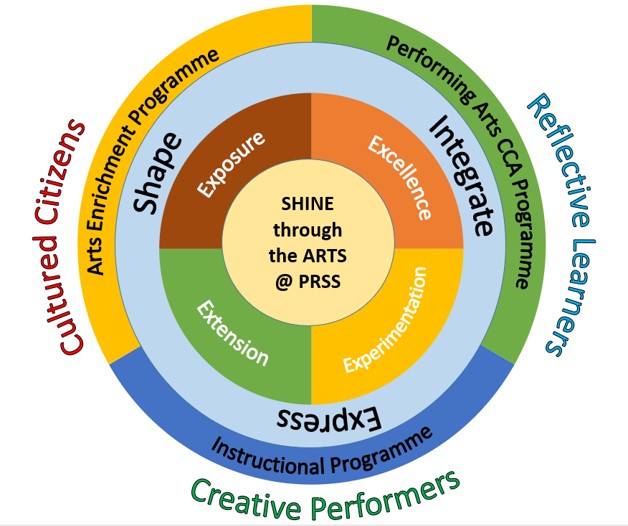 SHINE
through
the ARTS
@ PRSS
Exposure
Excellence
Experimentation
Extension
Shape
Integrate
Express
Arts Enrichment Programme
Performing Arts CCA Programme
Instructional Programme
Cultured Citizens
Reflective Learners
Creative Performers